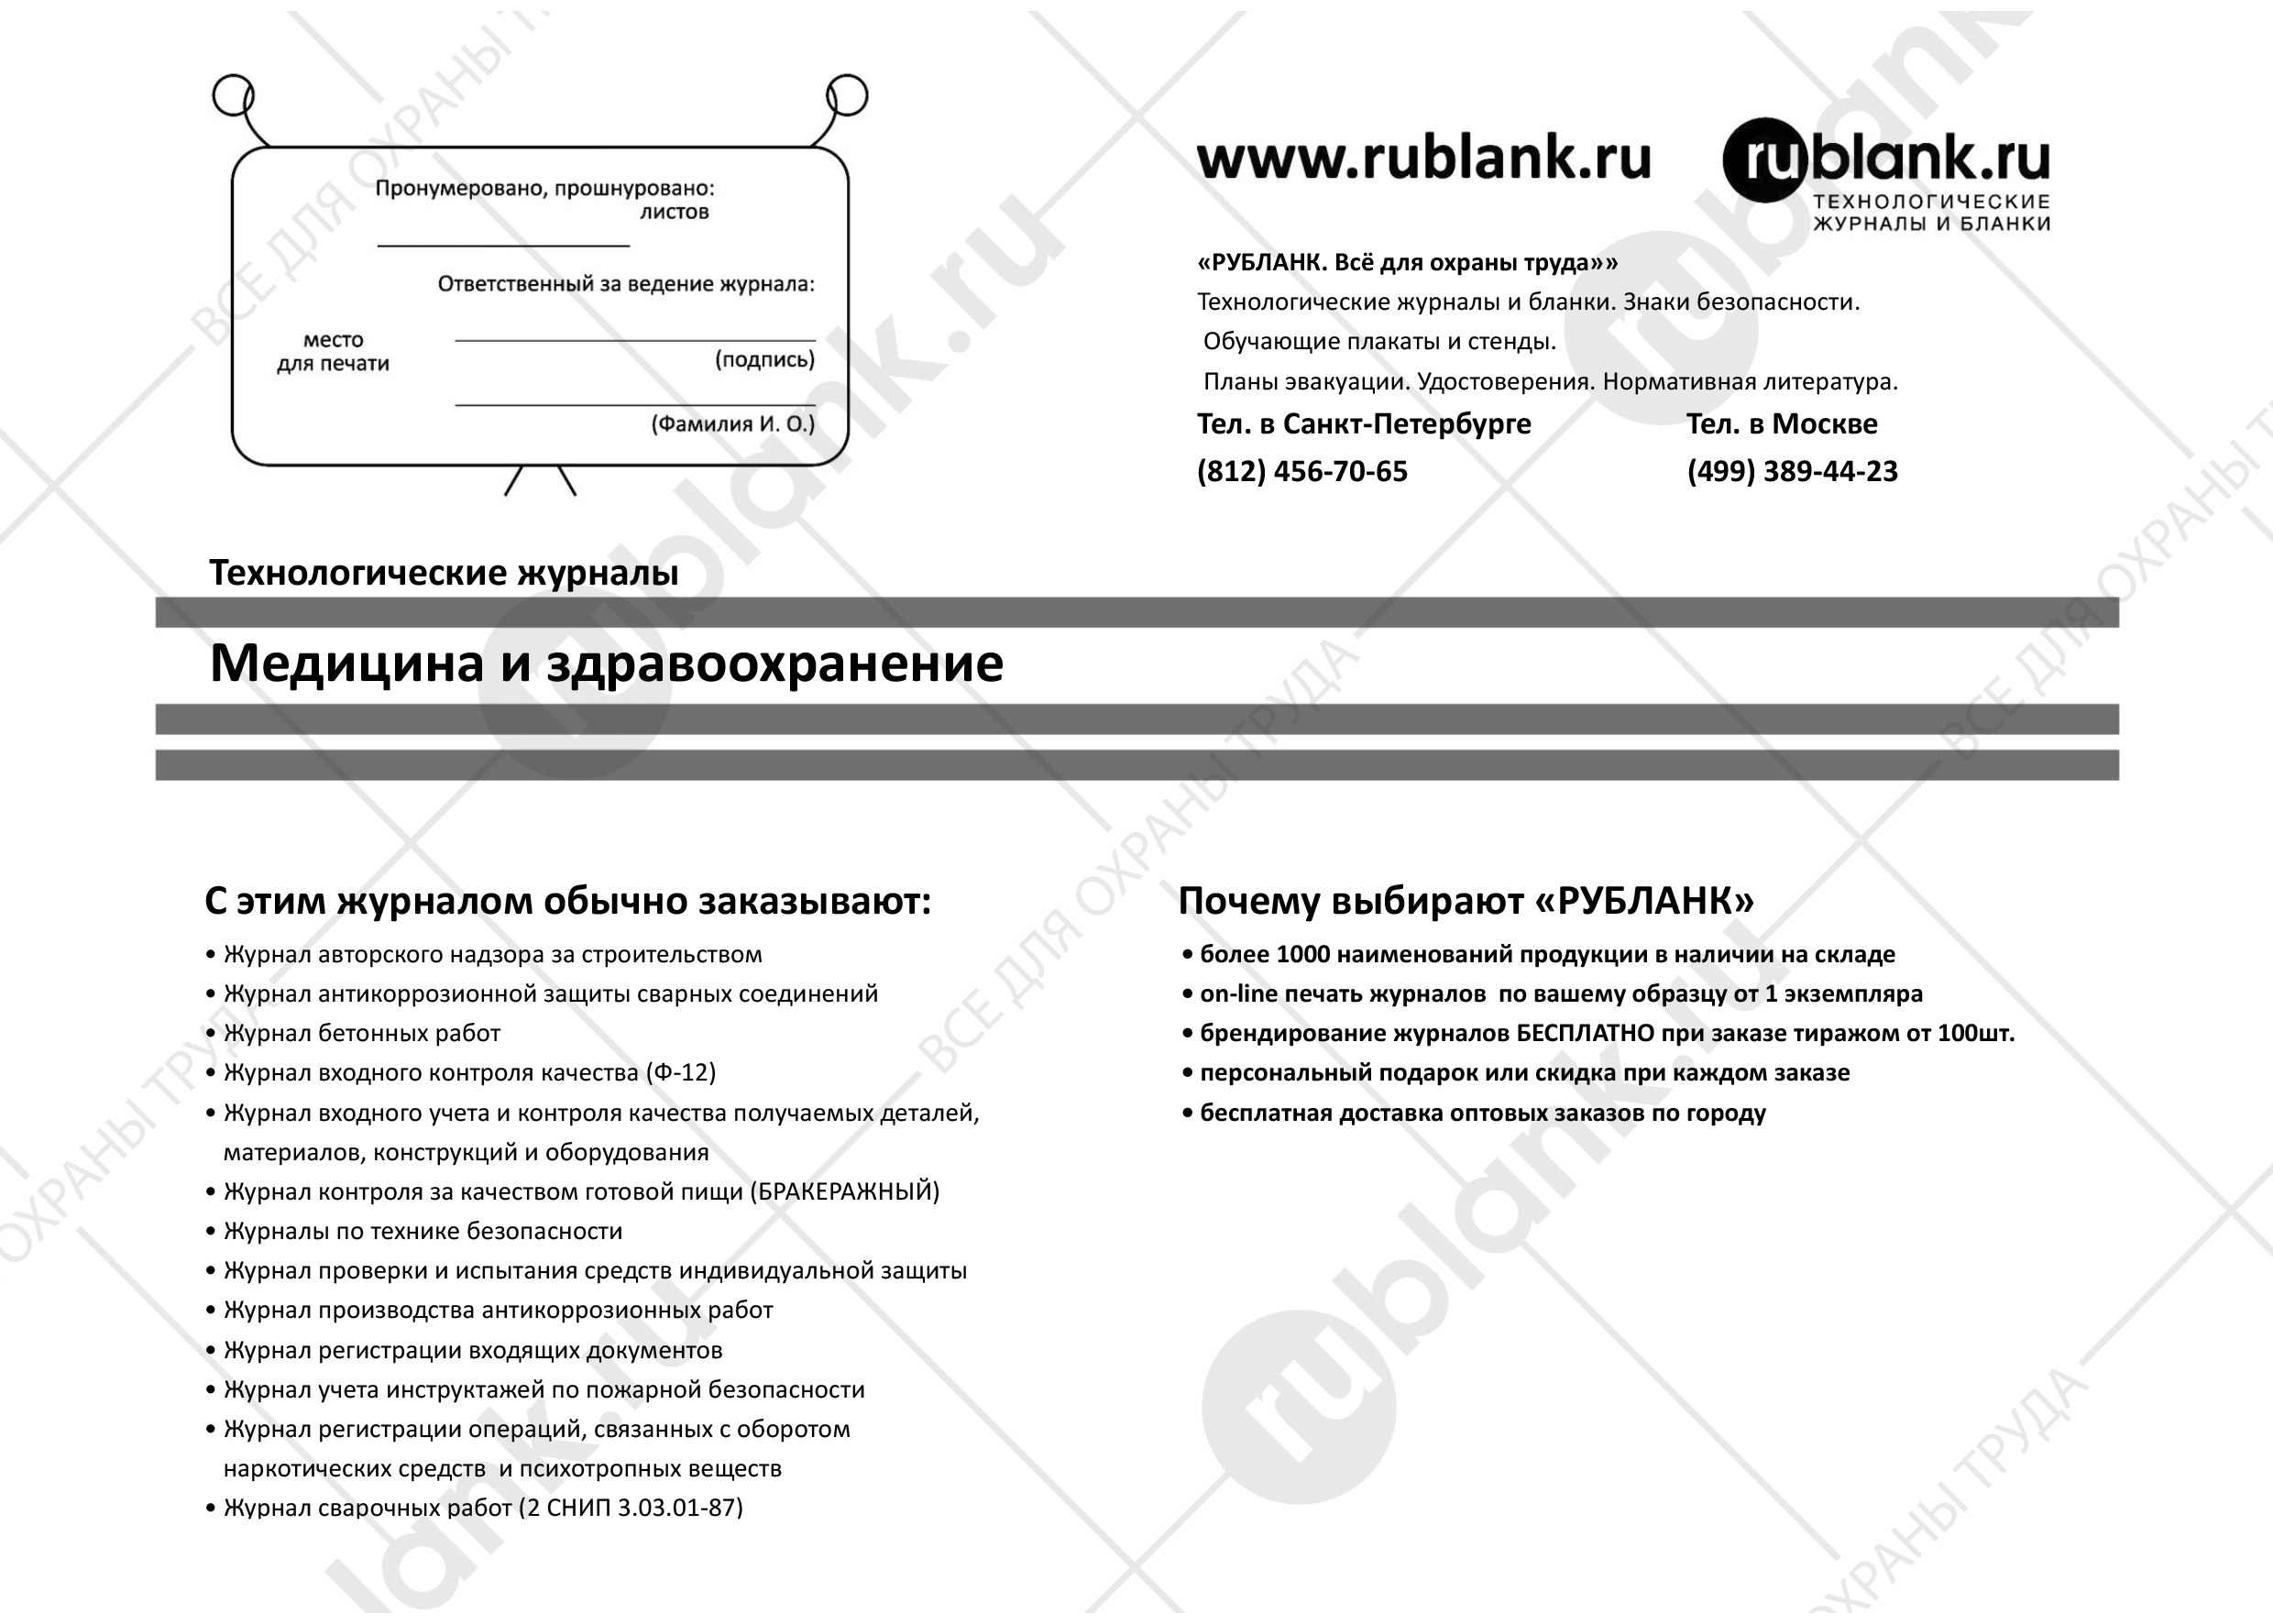 Пронумеровано, прошнуровано:
листов
Ответственный за ведение журнала:
место
для печати
(подпись)
(Фамилия И. О.)
www.rublank.ru
rublank.ru
ТЕХНОЛОГИЧЕСКИЕ
ЖУРНАЛЫ И БЛАНКИ
«РУБЛАНК. Всё для охраны труда»»
Технологические журналы и бланки. Знаки безопасности.
Обучающие плакаты и стенды.
Планы эвакуации. Удостоверения. Нормативная литература.
Тел. в Санкт-Петербурге
Тел. в Москве
(812) 456-70-65
(499) 389-44-23
Технологические журналы
Медицина и здравоохранение
С этим журналом обычно заказывают:
• Журнал авторского надзора за строительством
• Журнал антикоррозионной защиты сварных соединений
• Журнал бетонных работ
• Журнал входного контроля качества (Ф-12)
• Журнал входного учета и контроля качества получаемых деталей,
материалов, конструкций и оборудования
• Журнал контроля за качеством готовой пищи (БРАКЕРАЖНЫЙ)
• Журналы по технике безопасности
• Журнал проверки и испытания средств индивидуальной защиты
• Журнал производства антикоррозионных работ
• Журнал регистрации входящих документов
• Журнал учета инструктажей по пожарной безопасности
• Журнал регистрации операций, связанных с оборотом
наркотических средств и психотропных веществ
• Журнал сварочных работ (2 СНИП 3.03.01-87)
Почему выбирают «РУБЛАНК»
• более 1000 наименований продукции в наличии на складе
• on-line печать журналов по вашему образцу от 1 экземпляра
• брендирование журналов БЕСПЛАТНО при заказе тиражом от 100шт.
• персональный подарок или скидка при каждом заказе
• бесплатная доставка оптовых заказов по городу
rublank.ru
rublank.ru
ВСЕ ДЛЯ ОХРАНЫ ТРУДА